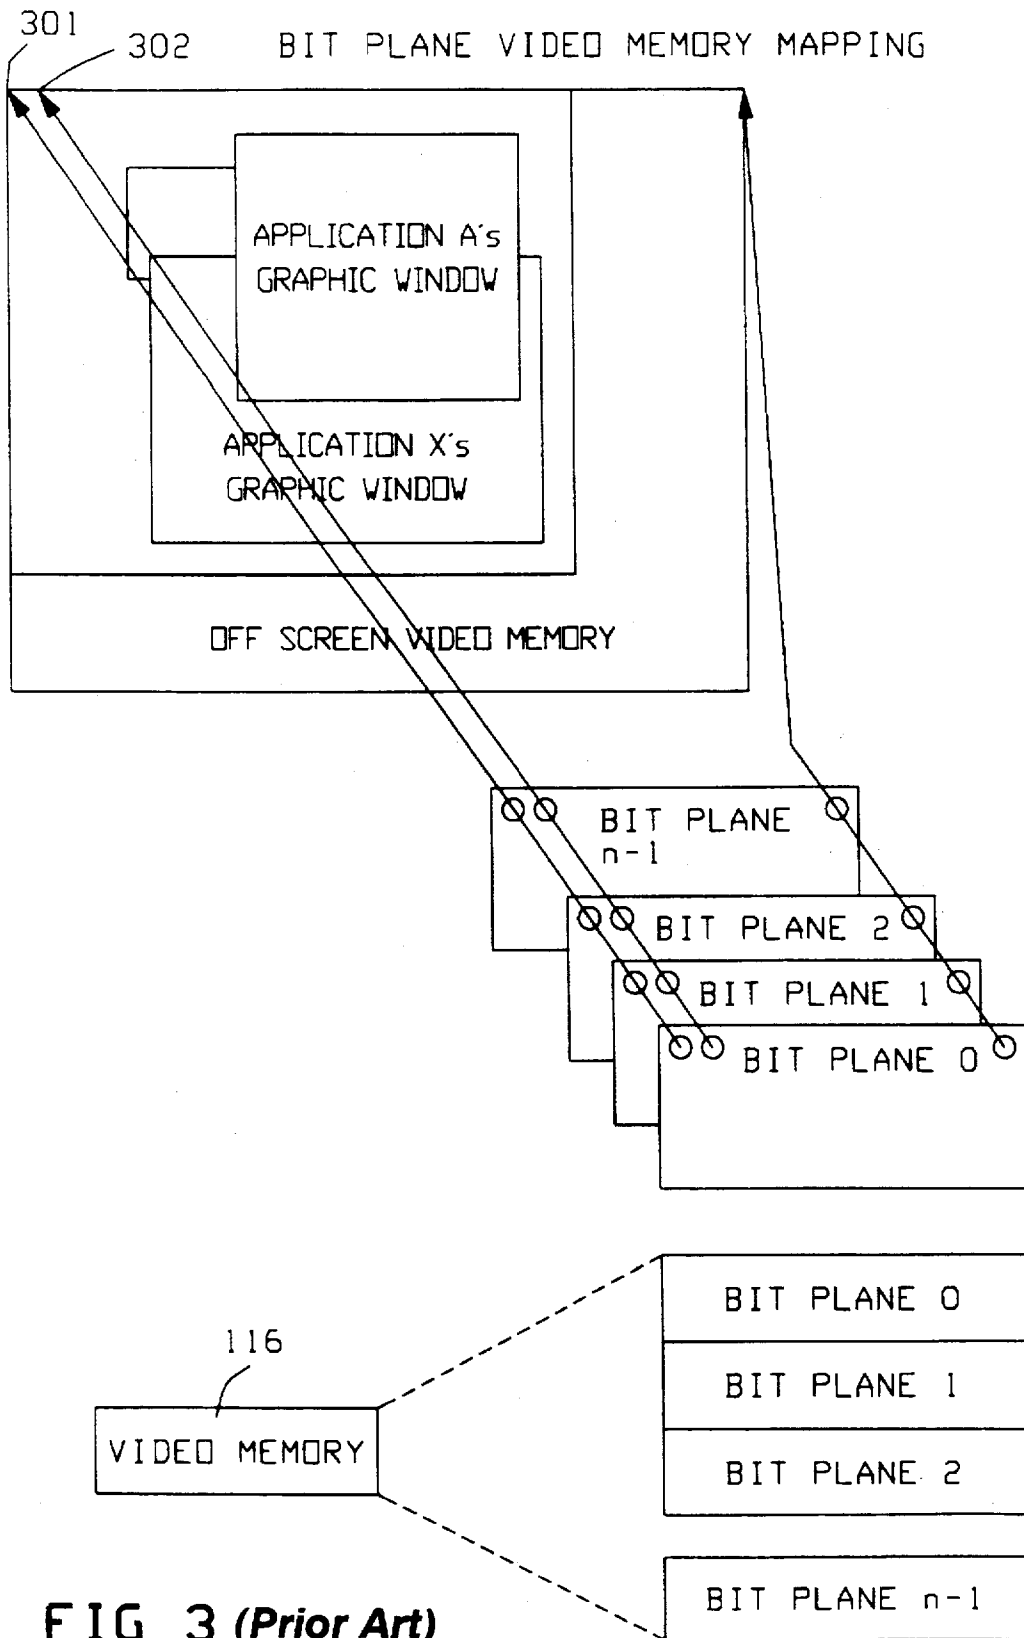 301
302
BIT PLANE VIDEO MEMORY MAPPING
APPLICATION A's
GRAPHIC WINDOW
APPLICATION X's
GRAPHIC WINDOW
OFF SCREEN VIDEO MEMORY
BIT PLANE
n-1
BIT PLANE 2
BIT PLANE 1
BIT PLANE 0
116
VIDEO MEMORY
BIT PLANE 0
BIT PLANE 1
BIT PLANE 2
BIT PLANE n-1
FIG 3 (Prior Art)